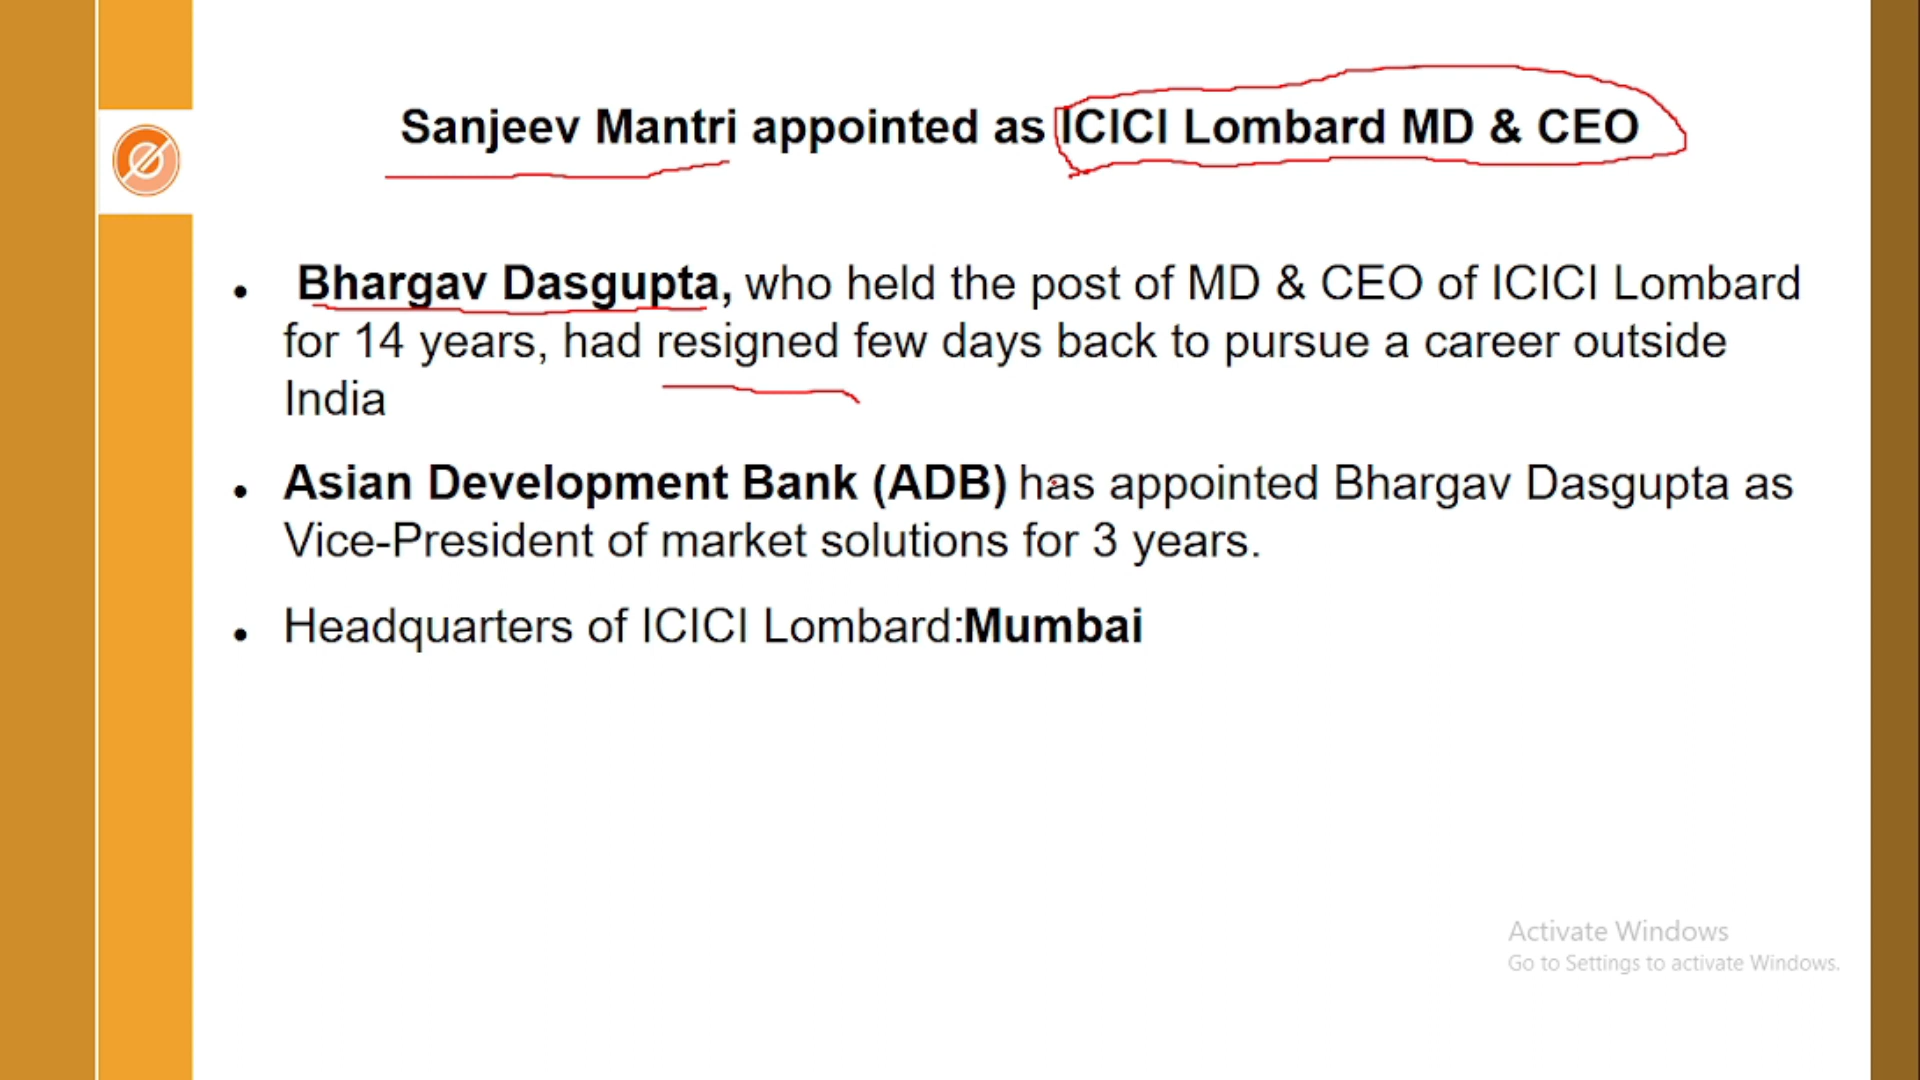 Sanjeev Mantri appointed as ICICI Lombard MD & CEO
• Bhargav Dasgupta, who held the post of MD & CEO of ICICI Lombard
for 14 years, had resigned few days back to pursue a career outside
India
• Asian Development Bank (ADB) has appointed Bhargav Dasgupta as
Vice-President of market solutions for 3 years.
• Headquarters of ICICI Lombard:Mumbai
Activate Windows
Go to Settings to activate Windows.